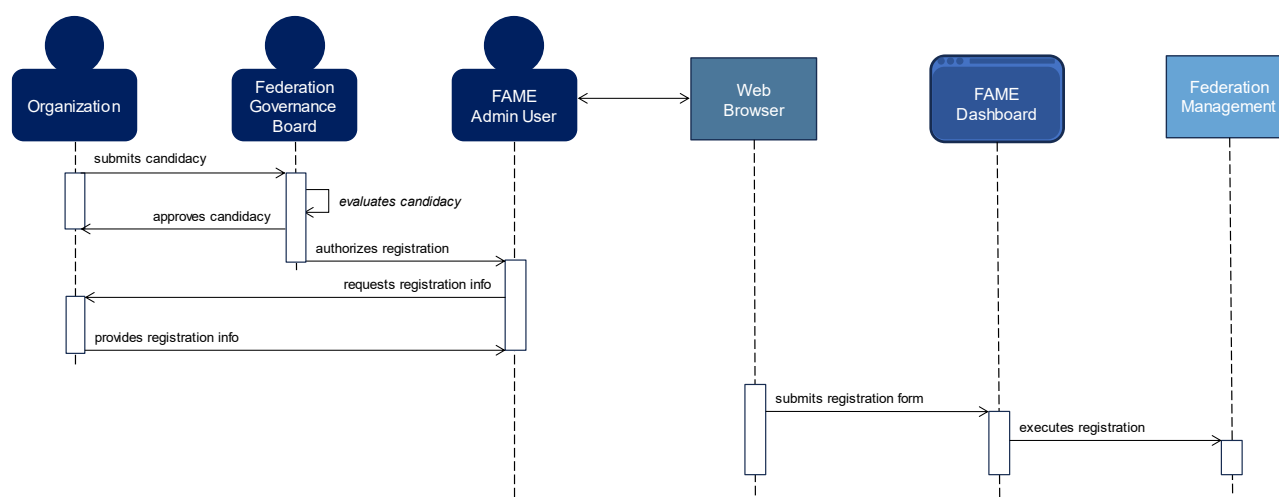 Organization
Federation
Governance
Board
FAME
Admin User
Web
Browser
FAME
Dashboard
Federation
Management
submits candidacy
evaluates candidacy
approves candidacy
authorizes registration
requests registration info
provides registration info
submits registration form
executes registration